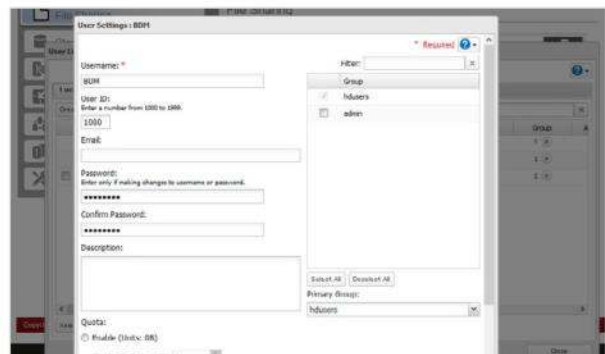 File Sharing
User Settings : BDM
* Required
Username: *
BDM
User ID:
Enter a number from 1000 to 1999.
1000
Email:
Password:
Enter only if making changes to username or password.
••••••••
Confirm Password:
••••••••
Description:
Quota:
Enable (Units: GB)
Filter:
Group
hdusers
admin
Select All
Deselect All
Primary Group:
hdusers
Group
Close